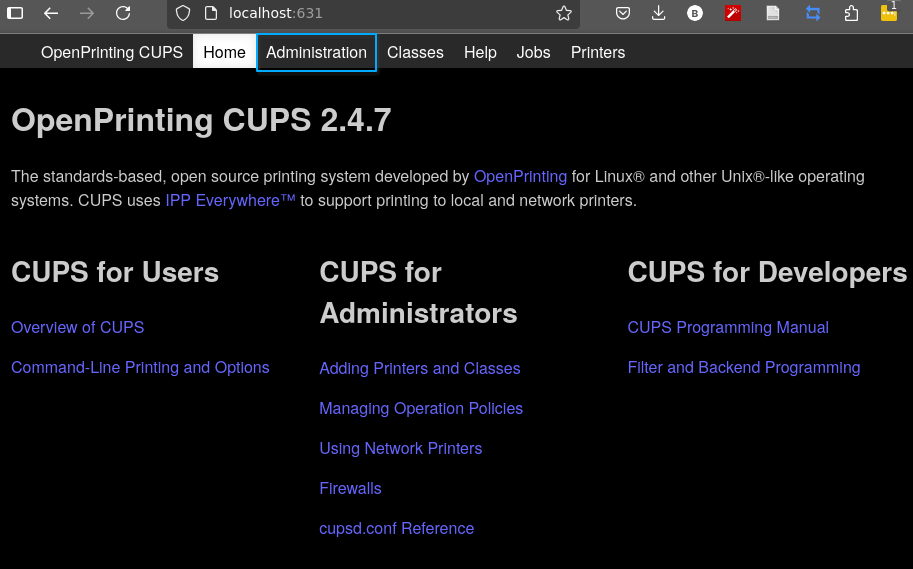 localhost:631
B
1
OpenPrinting CUPS Home Administration Classes Help Jobs Printers
OpenPrinting CUPS 2.4.7
The standards-based, open source printing system developed by OpenPrinting for Linux® and other Unix®-like operating
systems. CUPS uses IPP Everywhere™ to support printing to local and network printers.
CUPS for Users
Overview of CUPS
Command-Line Printing and Options
CUPS for
Administrators
Adding Printers and Classes
Managing Operation Policies
Using Network Printers
Firewalls
cupsd.conf Reference
CUPS for Developers
CUPS Programming Manual
Filter and Backend Programming